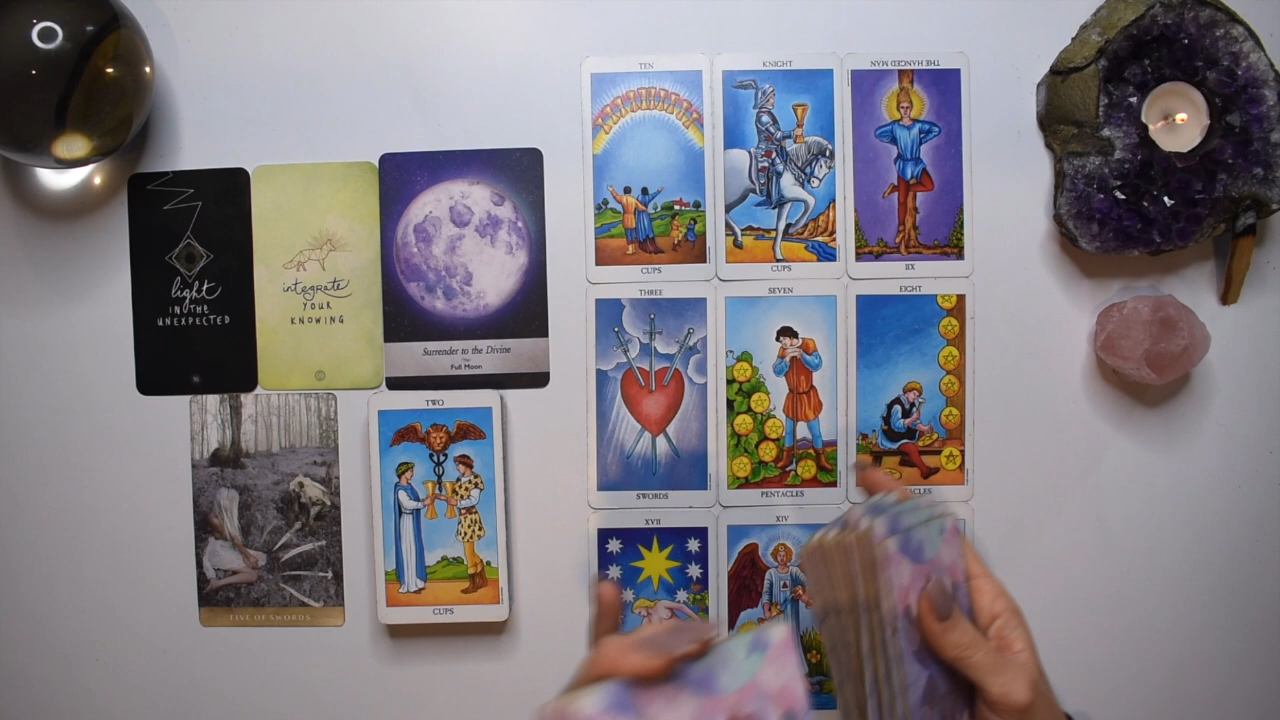 light
IN THE
UNEXPECTED
integrate
YOUR
KNOWING
Surrender to the Divine
Full Moon
FIVE OF SWORDS
TWO
CUPS
TEN
CUPS
KNIGHT
CUPS
THE HANGED MAN
XII
THREE
SWORDS
SEVEN
PENTACLES
EIGHT
ACLES
XVII
XIV